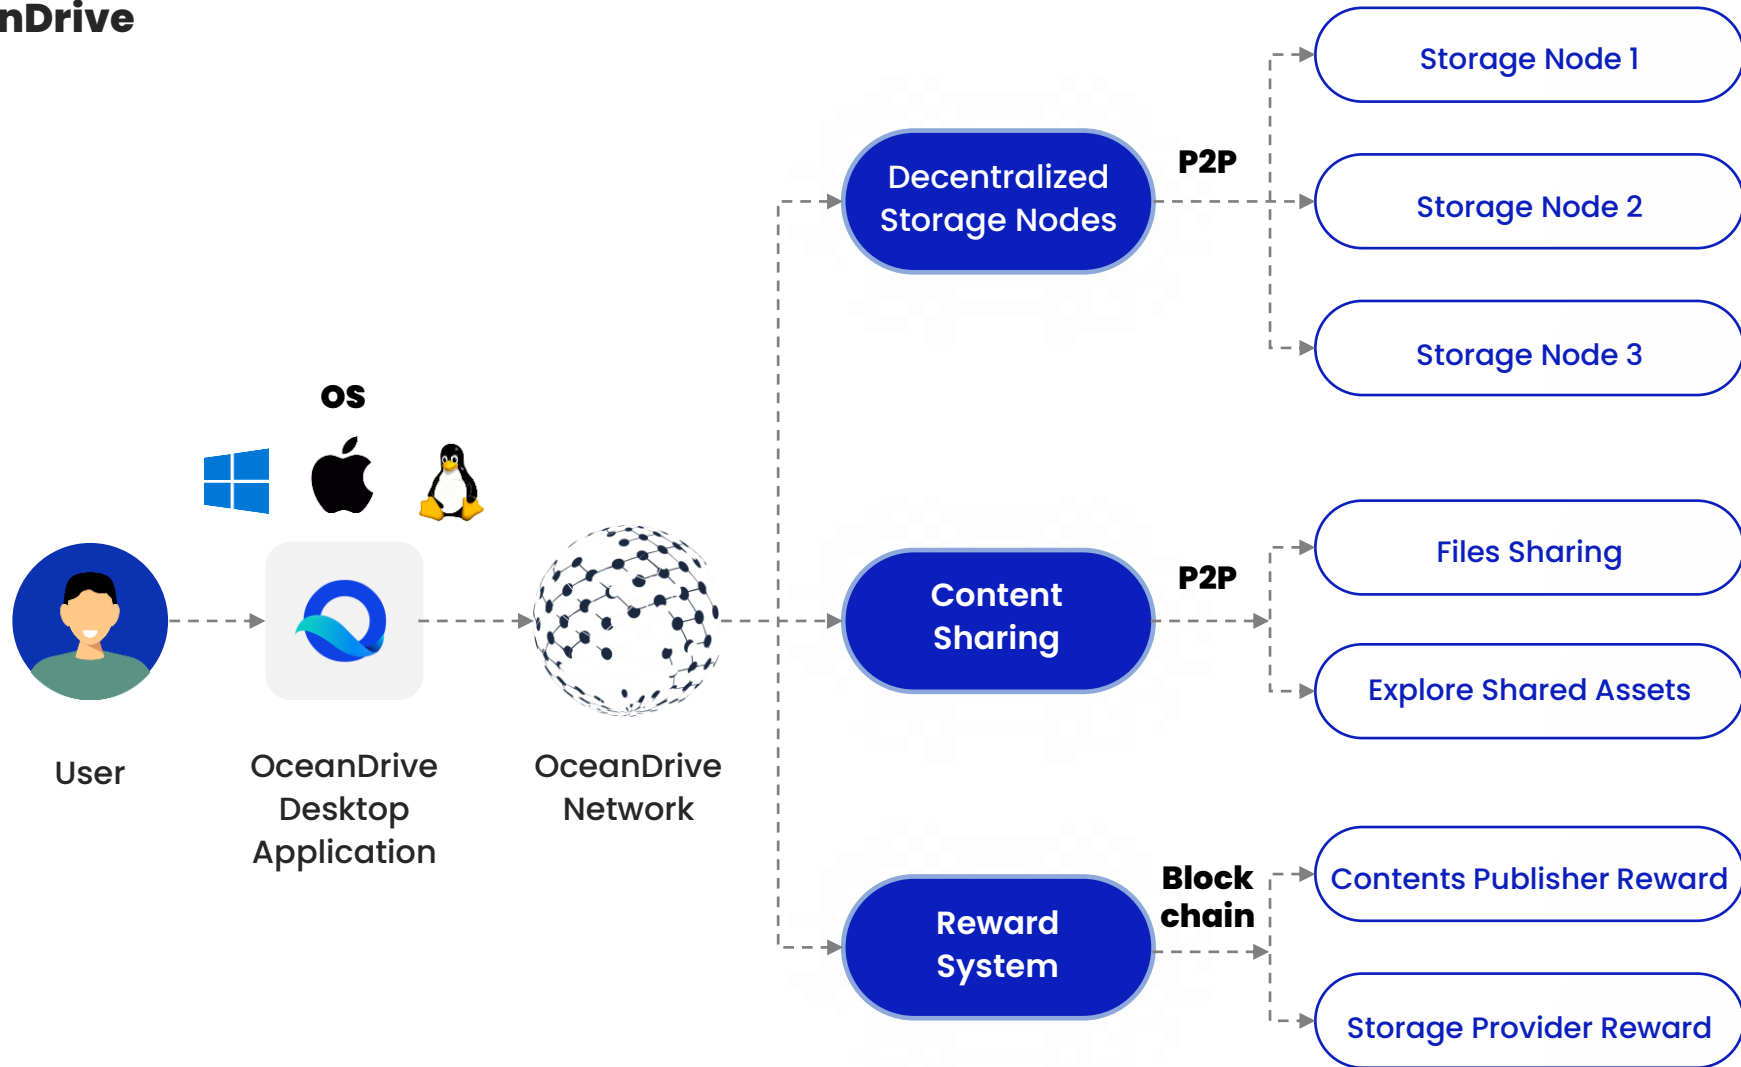 nDrive
Storage Node 1
Decentralized
Storage Nodes
P2P
Storage Node 2
Storage Node 3
OS
Content
Sharing
P2P
Files Sharing
Explore Shared Assets
User
OceanDrive
Desktop
Application
OceanDrive
Network
Reward
System
Block
chain
Contents Publisher Reward
Storage Provider Reward